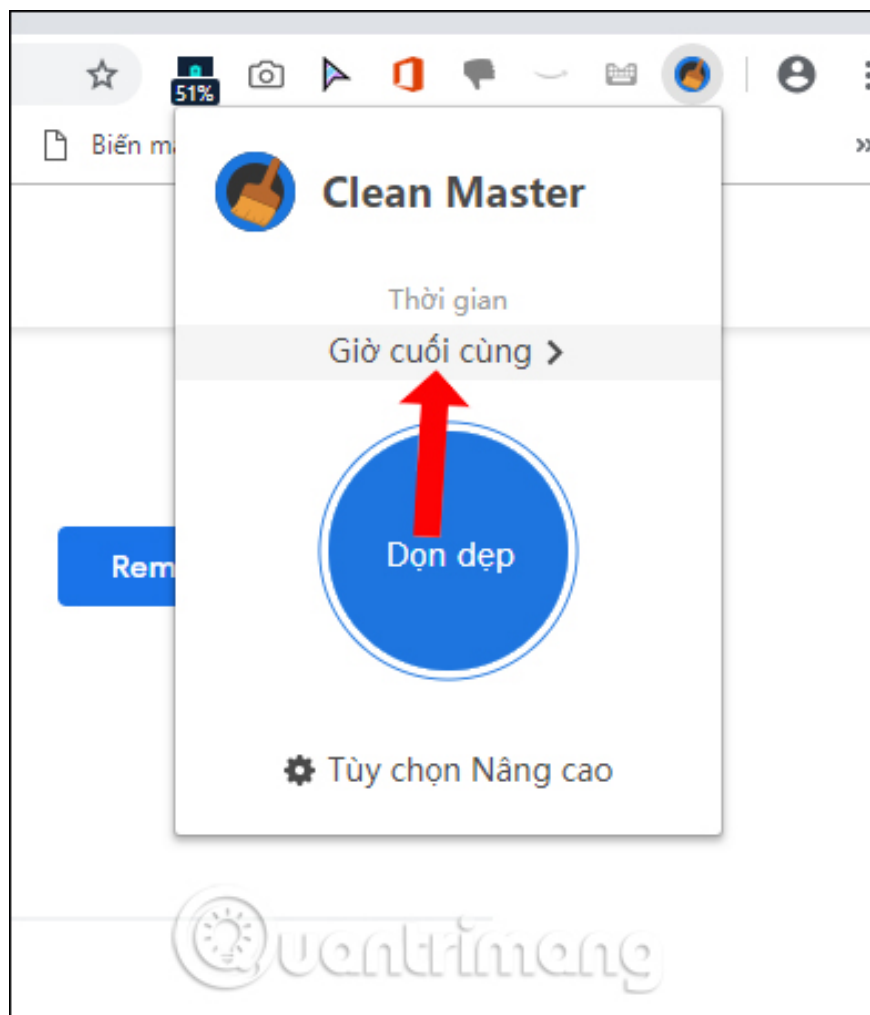 51%
Biến m
Clean Master
Thời gian
Giờ cuối cùng
Rem
Dọn dẹp
Tùy chọn Nâng cao
Quantrimang